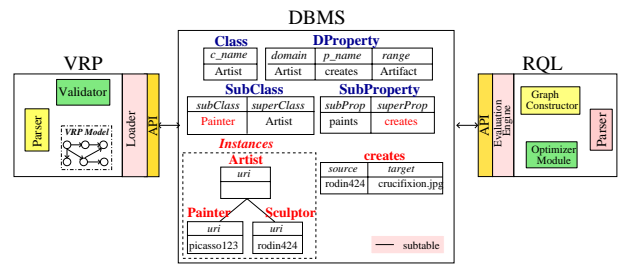 DBMS
VRP
RQL
Class
DProperty
c_name
domain p_name range
Artist
Artist creates Artifact
SubClass
SubProperty
subClass superClass
subProp superProp
Painter Artist
paints creates
Instances
Artist
uri
creates
source target
rodin424 crucifixion.jpg
Painter
Sculptor
uri
uri
picasso123
rodin424
subtable
Validator
Parser
VRP Model
Loader
API
API
Evaluation
Engine
Graph
Constructor
Optimizer
Module
Parser